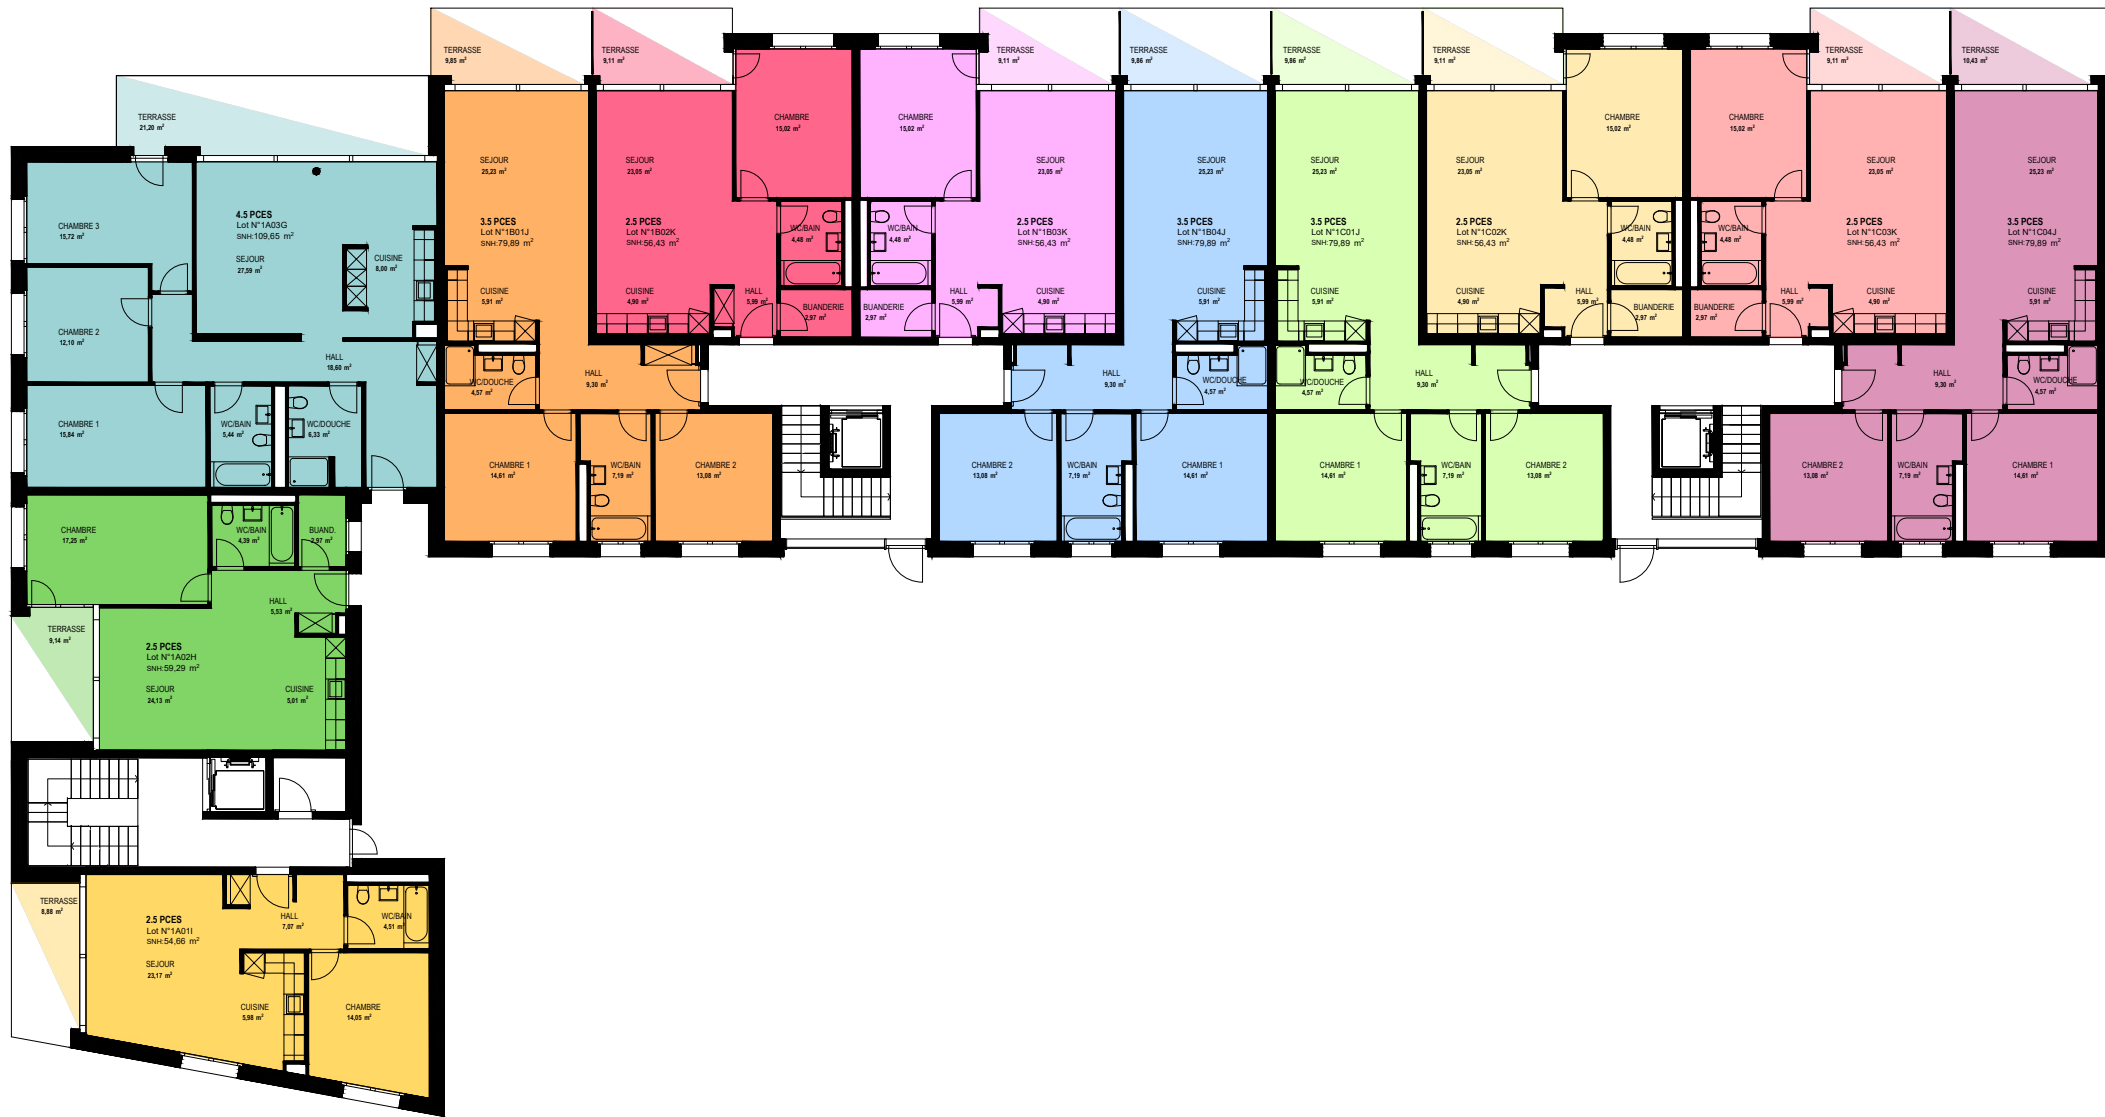 TERRASSE
9,85 m²
TERRASSE
9,11 m²
TERRASSE
9,11 m²
TERRASSE
9,86 m²
TERRASSE
9,86 m²
TERRASSE
9,11 m²
TERRASSE
9,11 m²
TERRASSE
10,43 m²
TERRASSE
21,20 m²
CHAMBRE 3
15,72 m²
4.5 PCES
Lot N°1A03G
SNH:109,65 m²
SEJOUR
27,59 m²
CUISINE
8,00 m²
CHAMBRE 2
12,10 m²
HALL
18,60 m²
CHAMBRE 1
15,84 m²
WC/BAIN
5,44 m²
WC/DOUCHE
6,33 m²
SEJOUR
25,23 m²
3.5 PCES
Lot N°1B01J
SNH:79,89 m²
CUISINE
5,91 m²
WC/DOUCHE
4,57 m²
HALL
9,30 m²
CHAMBRE 1
14,61 m²
WC/BAIN
7,19 m²
CHAMBRE 2
13,08 m²
CHAMBRE
15,02 m²
SEJOUR
23,05 m²
2.5 PCES
Lot N°1B02K
SNH:56,43 m²
WC/BAIN
4,48 m²
CUISINE
4,90 m²
HALL
5,99 m²
BUANDERIE
2,97 m²
CHAMBRE
15,02 m²
SEJOUR
23,05 m²
2.5 PCES
Lot N°1B03K
SNH:56,43 m²
WC/BAIN
4,48 m²
BUANDERIE
2,97 m²
HALL
5,99 m²
CUISINE
4,90 m²
SEJOUR
25,23 m²
3.5 PCES
Lot N°1B04J
SNH:79,89 m²
CUISINE
5,91 m²
HALL
9,30 m²
WC/DOUCHE
4,57 m²
CHAMBRE 2
13,08 m²
WC/BAIN
7,19 m²
CHAMBRE 1
14,61 m²
SEJOUR
25,23 m²
3.5 PCES
Lot N°1C01J
SNH:79,89 m²
CUISINE
5,91 m²
WC/DOUCHE
4,57 m²
HALL
9,30 m²
CHAMBRE 1
14,61 m²
WC/BAIN
7,19 m²
CHAMBRE 2
13,08 m²
CHAMBRE
15,02 m²
SEJOUR
23,05 m²
2.5 PCES
Lot N°1C02K
SNH:56,43 m²
WC/BAIN
4,48 m²
CUISINE
4,90 m²
HALL
5,99 m²
BUANDERIE
2,97 m²
CHAMBRE
15,02 m²
SEJOUR
23,05 m²
2.5 PCES
Lot N°1C03K
SNH:56,43 m²
WC/BAIN
4,48 m²
BUANDERIE
2,97 m²
HALL
5,99 m²
CUISINE
4,90 m²
SEJOUR
25,23 m²
3.5 PCES
Lot N°1C04J
SNH:79,89 m²
CUISINE
5,91 m²
HALL
9,30 m²
WC/DOUCHE
4,57 m²
CHAMBRE 2
13,08 m²
WC/BAIN
7,19 m²
CHAMBRE 1
14,61 m²
CHAMBRE
17,25 m²
WC/BAIN
4,39 m²
BUAND.
2,97 m²
HALL
5,53 m²
TERRASSE
9,14 m²
2.5 PCES
Lot N°1A02H
SNH:59,29 m²
SEJOUR
24,13 m²
CUISINE
5,01 m²
TERRASSE
8,88 m²
2.5 PCES
Lot N°1A01I
SNH:54,66 m²
HALL
7,07 m²
WC/BAIN
4,51 m²
SEJOUR
23,17 m²
CUISINE
5,98 m²
CHAMBRE
14,05 m²